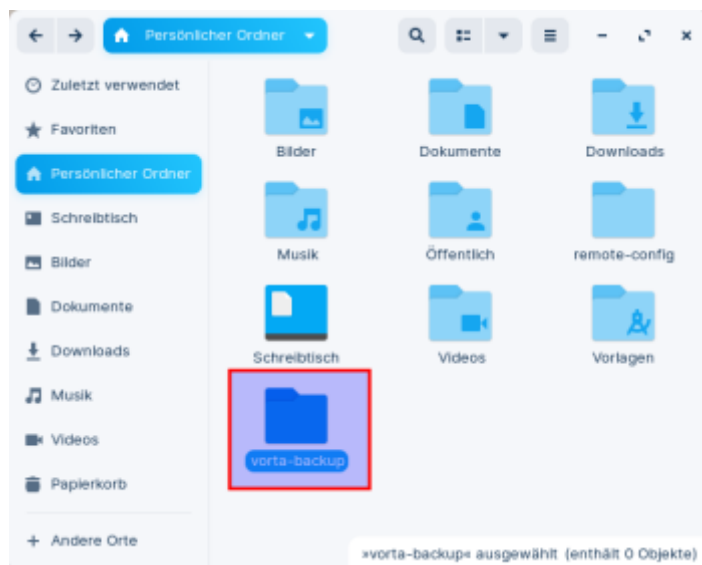 Persönlicher Ordner
Zuletzt verwendet
Favoriten
Persönlicher Ordner
Schreibtisch
Bilder
Dokumente
Downloads
Musik
Videos
Papierkorb
Andere Orte
Bilder Dokumente Downloads
Musik Öffentlich remote-config
Schreibtisch Videos Vorlagen
vorta-backup
»vorta-backup« ausgewählt (enthält 0 Objekte)